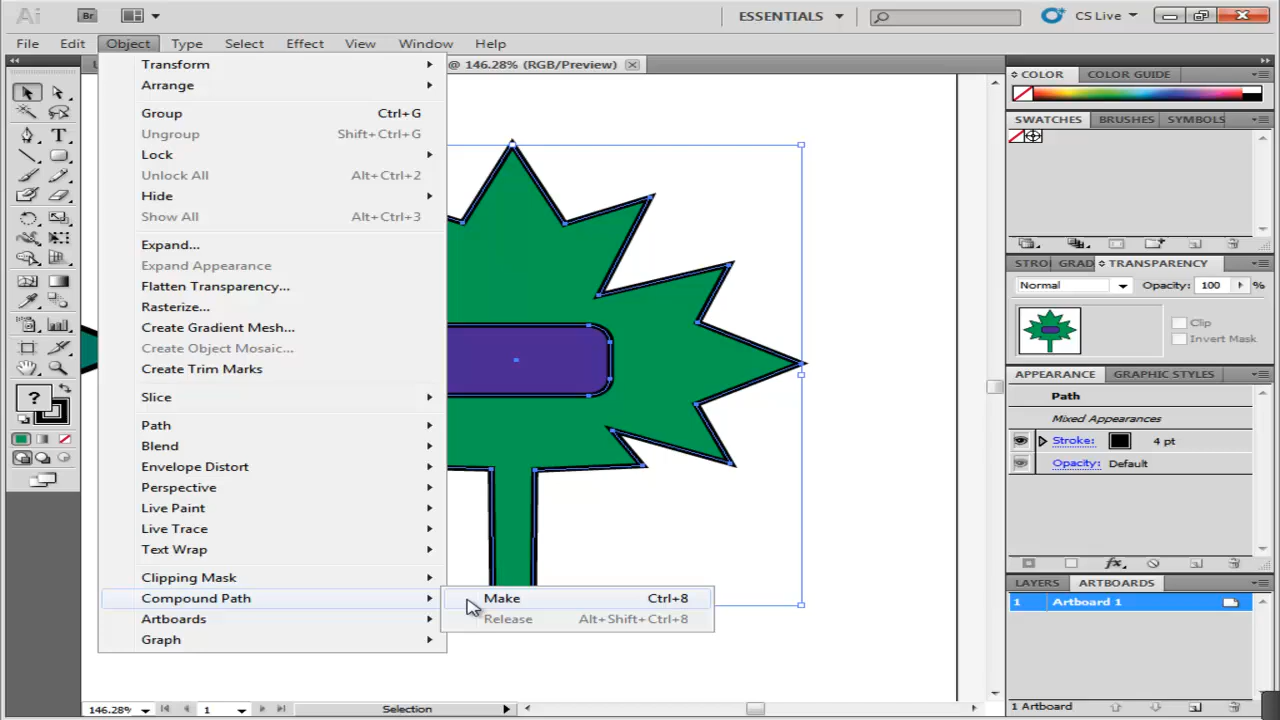 Ai Br ESSENTIALS CS Live
File Edit Object Type Select Effect View Window Help
@ 146.28% (RGB/Preview)
Transform
Arrange
Group Ctrl+G
Ungroup Shift+Ctrl+G
Lock
Unlock All Alt+Ctrl+2
Hide
Show All Alt+Ctrl+3
Expand...
Expand Appearance
Flatten Transparency...
Rasterize...
Create Gradient Mesh...
Create Object Mosaic...
Create Trim Marks
Slice
Path
Blend
Envelope Distort
Perspective
Live Paint
Live Trace
Text Wrap
Clipping Mask
Compound Path
Artboards
Graph
Make Ctrl+8
Release Alt+Shift+Ctrl+8
T
?
COLOR COLOR GUIDE
SWATCHES BRUSHES SYMBOLS
STRO GRAD TRANSPARENCY
Normal Opacity: 100 %
Clip
Invert Mask
APPEARANCE GRAPHIC STYLES
Path
Mixed Appearances
Stroke: 4 pt
Opacity: Default
fx
LAYERS ARTBOARDS
1 Artboard 1
1 Artboard
146.28% 1 Selection